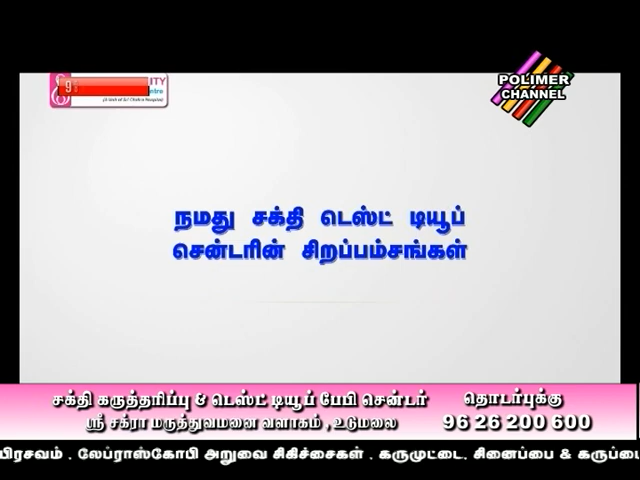 POLIMER
CHANNEL
நமது சக்தி டெஸ்ட் டியூப்
சென்டரின் சிறப்பம்சங்கள்
சக்தி கருத்தரிப்பு & டெஸ்ட் டியூப் பேபி சென்டர்
ஸ்ரீ சக்ரா மருத்துவமனை வளாகம் , உடுமலை
தொடர்புக்கு
96 26 200 600
பிரசவம் . லேப்ராஸ்கோபி அறுவை சிகிச்சைகள் . கருமுட்டை. சினைப்பை & கருப்பை